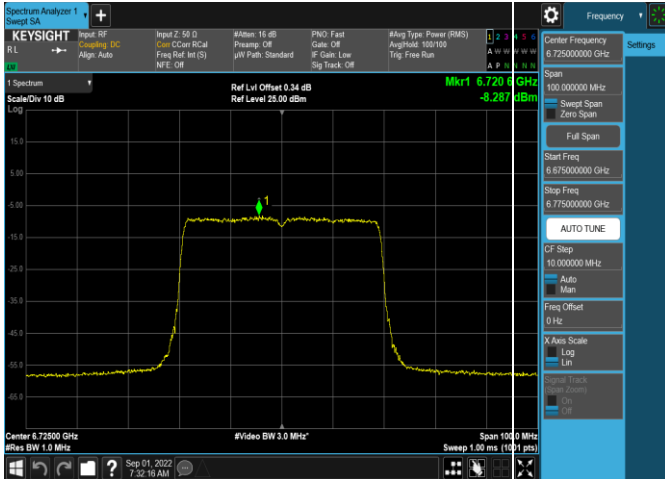 Spectrum Analyzer 1
Swept SA
+
Frequency
KEYSIGHT
RL
LV
Input: RF
Coupling: DC
Align: Auto
Input Z: 50 Ω
Corr CCorr RCal
Freq Ref: Int (S)
NFE: Off
#Atten: 16 dB
Preamp: Off
µW Path: Standard
PNO: Fast
Gate: Off
IF Gain: Low
Sig Track: Off
#Avg Type: Power (RMS)
Avg|Hold: 100/100
Trig: Free Run
1 2 3 4 5 6
A W W W W W
A P N N N N
1 Spectrum
Scale/Div 10 dB
Log
Ref Lvl Offset 0.34 dB
Ref Level 25.00 dBm
Mkr1 6.720 6 GHz
-8.287 dBm
15.0
5.00
-5.00
-15.0
-25.0
-35.0
-45.0
-55.0
-65.0
1
Center 6.72500 GHz
#Res BW 1.0 MHz
#Video BW 3.0 MHz*
Span 100.0 MHz
Sweep 1.00 ms (1001 pts)
?
Sep 01, 2022
7:32:16 AM
Center Frequency
6.725000000 GHz
Settings
Span
100.000000 MHz
Swept Span
Zero Span
Full Span
Start Freq
6.675000000 GHz
Stop Freq
6.775000000 GHz
AUTO TUNE
CF Step
10.000000 MHz
Auto
Man
Freq Offset
0 Hz
X Axis Scale
Log
Lin
Signal Track
(Span Zoom)
On
Off